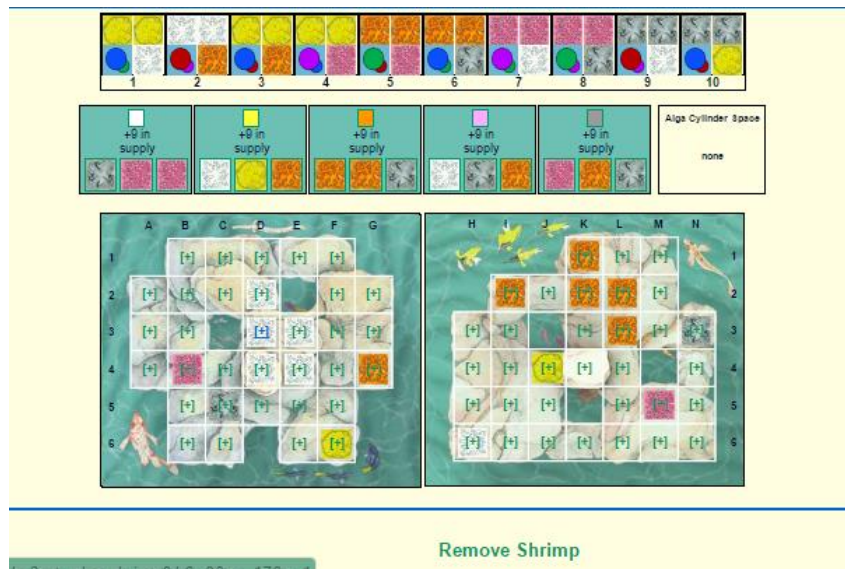 1 2 3 4 5 6 7 8 9 10
+9 in supply
+9 in supply
+9 in supply
+9 in supply
+9 in supply
Alga Cylinder Space
none
A B C D E F G
1 [+] [+] [+] [+] [+]
2 [+] [+] [+] [+] [+] [+]
3 [+] [+] [+] [+] [+] [+]
4 [+] [+] [+] [+] [+] [+]
5 [+] [+] [+] [+] [+]
6 [+] [+] [+] [+]
H I J K L M N
[+] [+] [+] 1
[+] [+] [+] [+] [+] 2
[+] [+] [+] [+] [+] [+] 3
[+] [+] [+] [+] [+] [+] 4
[+] [+] [+] [+] [+] [+] 5
[+] [+] [+] [+] [+] [+] [+] 6
Remove Shrimp